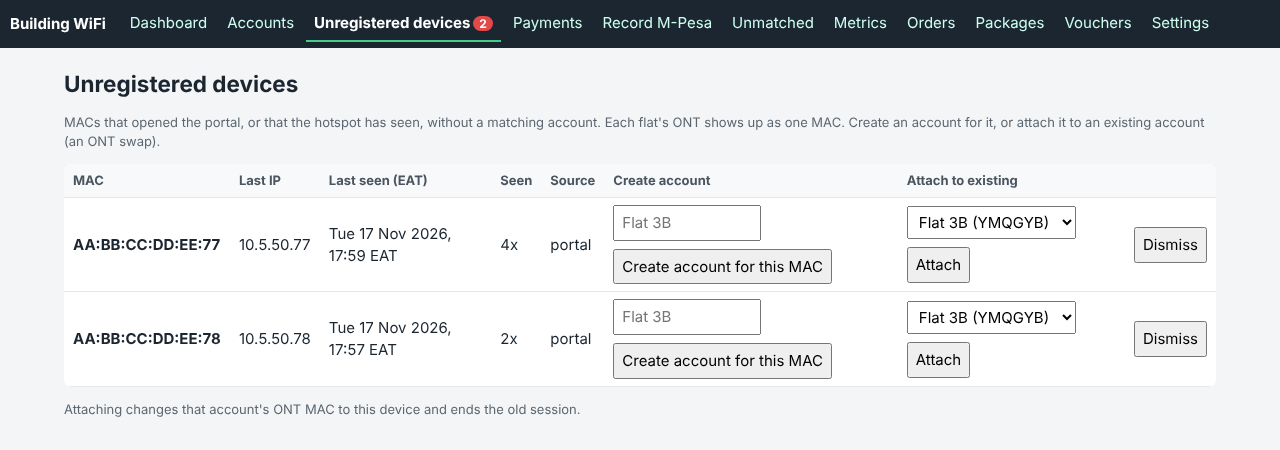 Building WiFi Dashboard Accounts Unregistered devices 2 Payments Record M-Pesa Unmatched Metrics Orders Packages Vouchers Settings
Unregistered devices
MACs that opened the portal, or that the hotspot has seen, without a matching account. Each flat's ONT shows up as one MAC. Create an account for it, or attach it to an existing account
(an ONT swap).
MAC Last IP Last seen (EAT) Seen Source Create account Attach to existing
AA:BB:CC:DD:EE:77 10.5.50.77 Tue 17 Nov 2026, 17:59 EAT 4x portal Flat 3B Flat 3B (YMQGYB) Dismiss
Create account for this MAC Attach
AA:BB:CC:DD:EE:78 10.5.50.78 Tue 17 Nov 2026, 17:57 EAT 2x portal Flat 3B Flat 3B (YMQGYB) Dismiss
Create account for this MAC Attach
Attaching changes that account's ONT MAC to this device and ends the old session.